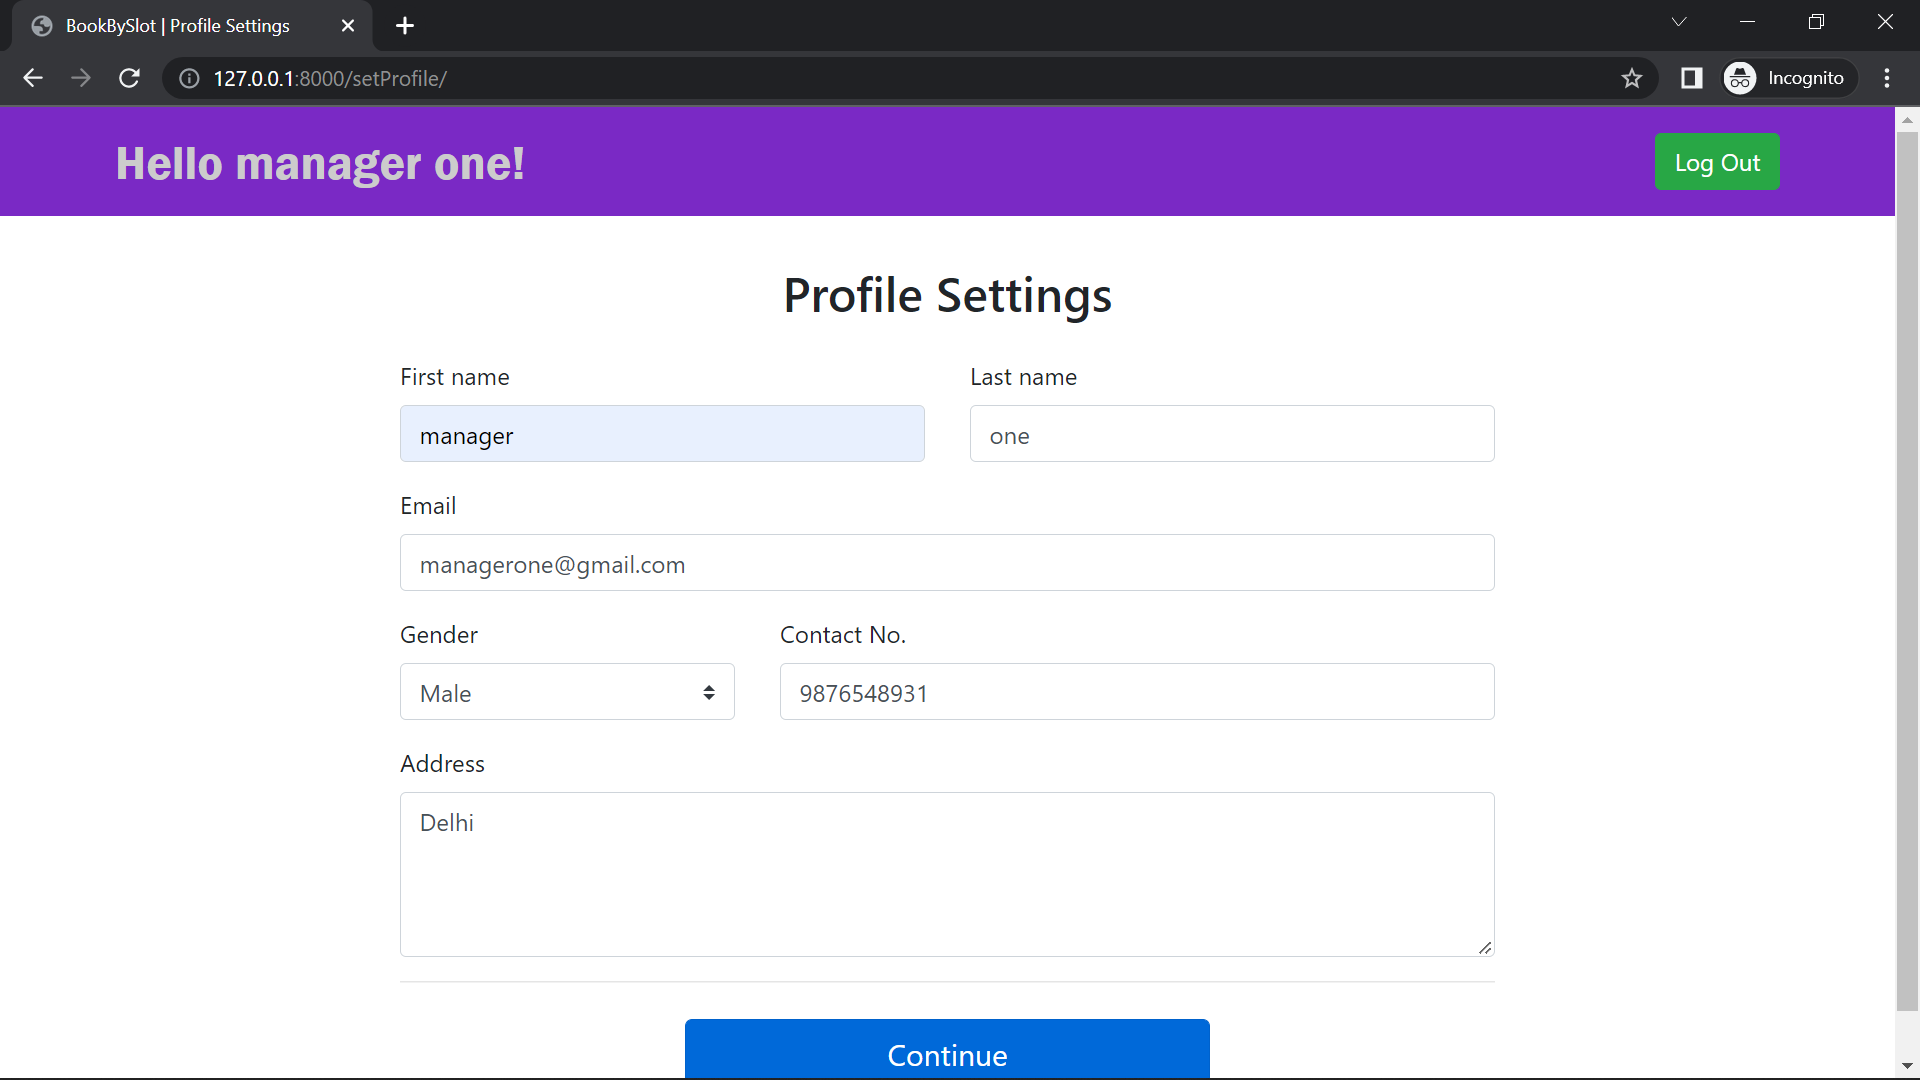 BookBySlot | Profile Settings
127.0.0.1:8000/setProfile/
Incognito
Hello manager one!
Log Out
Profile Settings
First name
Last name
manager
one
Email
managerone@gmail.com
Gender
Contact No.
Male
9876548931
Address
Delhi
Continue